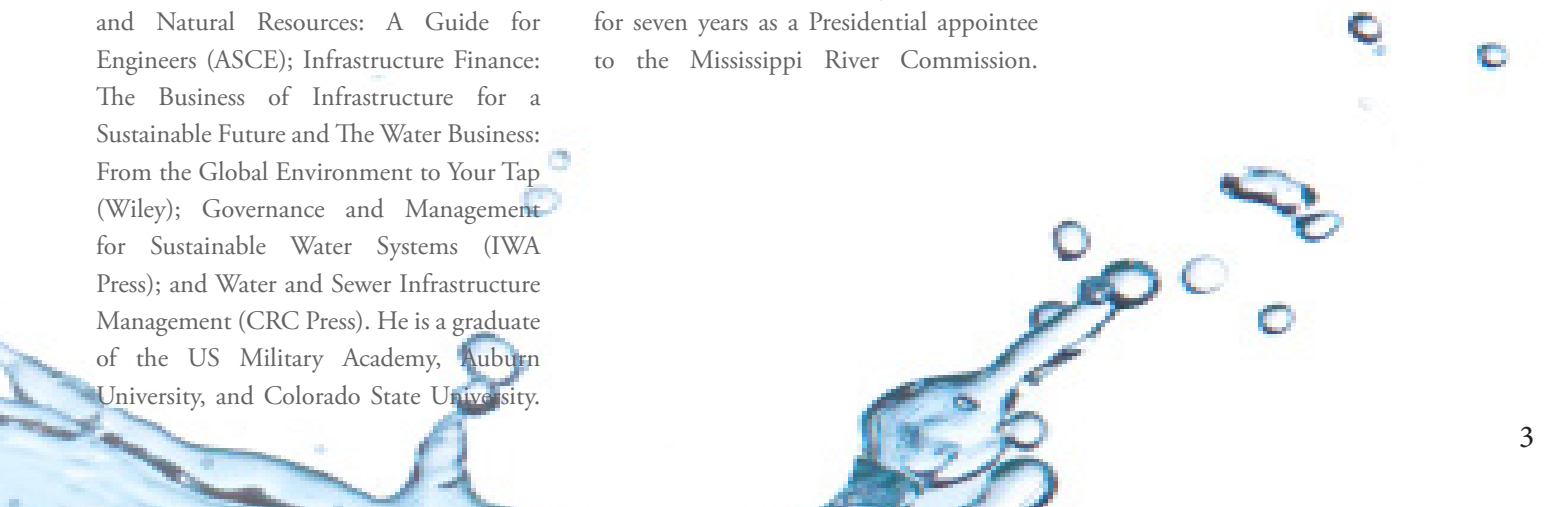 and Natural Resources: A Guide for
Engineers (ASCE); Infrastructure Finance:
The Business of Infrastructure for a
Sustainable Future and The Water Business:
From the Global Environment to Your Tap
(Wiley); Governance and Management
for Sustainable Water Systems (IWA
Press); and Water and Sewer Infrastructure
Management (CRC Press). He is a graduate
of the US Military Academy, Auburn
University, and Colorado State University.
for seven years as a Presidential appointee
to the Mississippi River Commission.
3